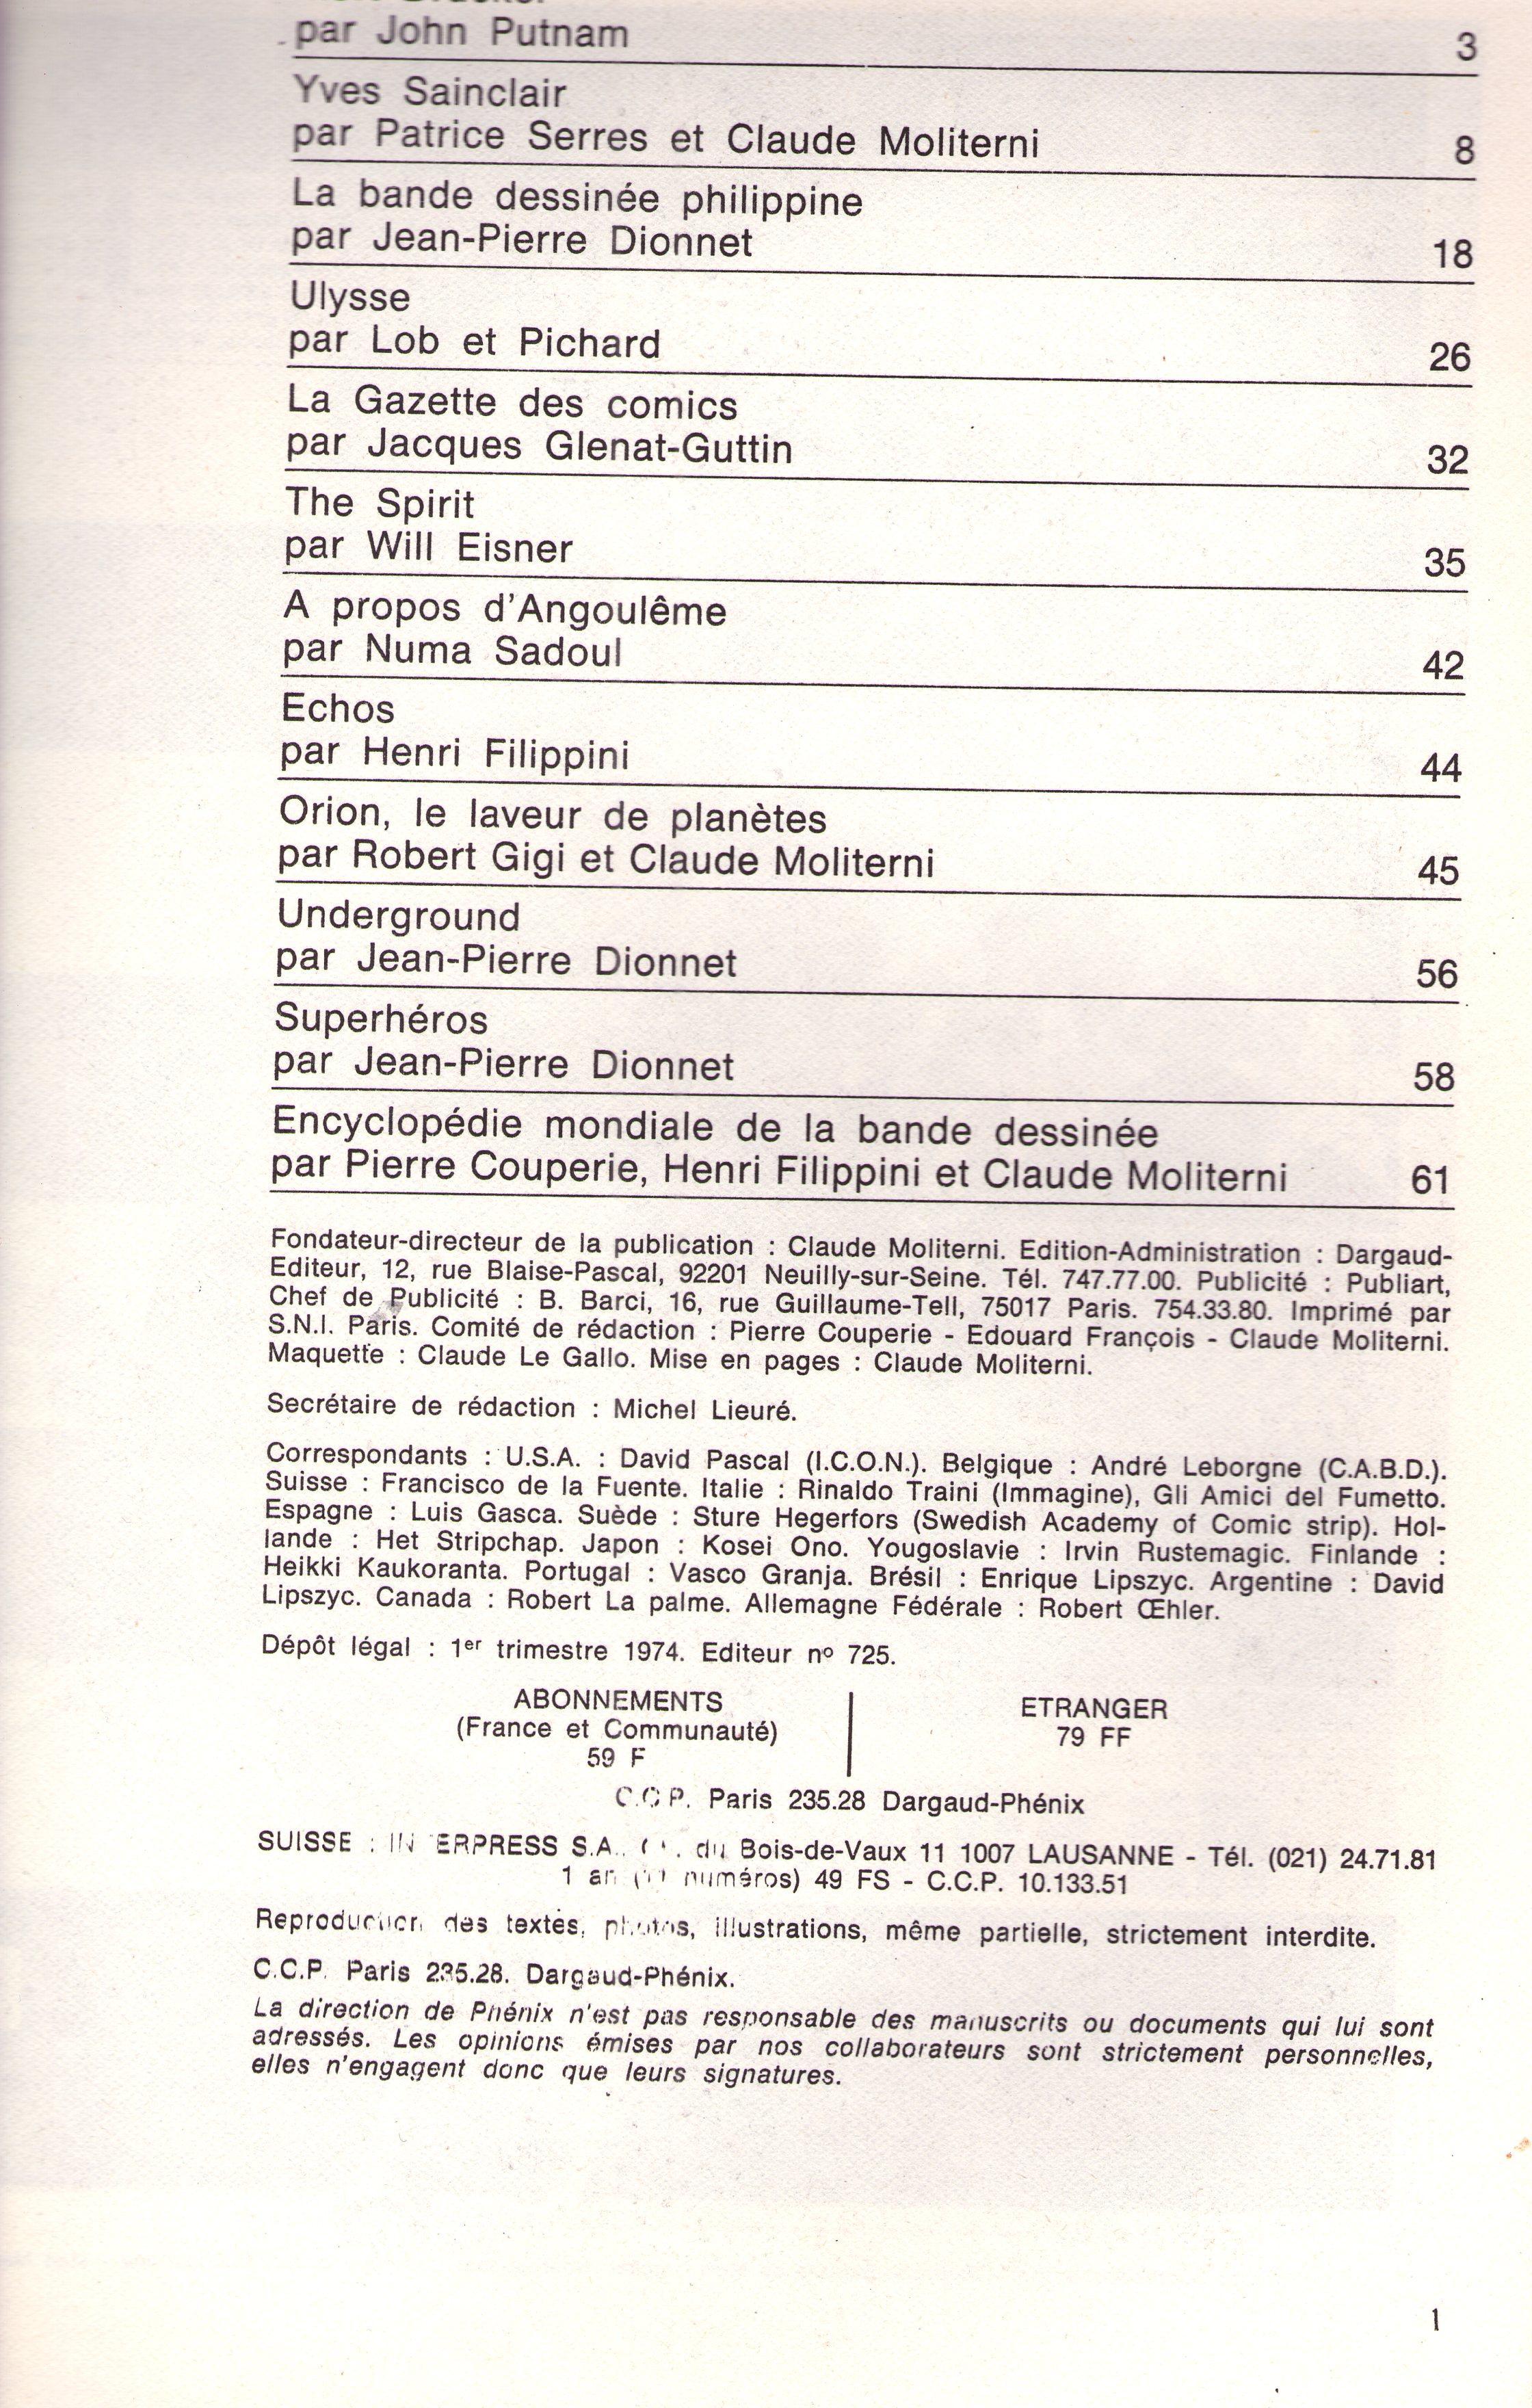 par John Putnam 3
Yves Sainclair
par Patrice Serres et Claude Moliterni 8
La bande dessinée philippine
par Jean-Pierre Dionnet 18
Ulysse
par Lob et Pichard 26
La Gazette des comics
par Jacques Glenat-Guttin 32
The Spirit
par Will Eisner 35
A propos d'Angoulême
par Numa Sadoul 42
Echos
par Henri Filippini 44
Orion, le laveur de planètes
par Robert Gigi et Claude Moliterni 45
Underground
par Jean-Pierre Dionnet 56
Superhéros
par Jean-Pierre Dionnet 58
Encyclopédie mondiale de la bande dessinée
par Pierre Couperie, Henri Filippini et Claude Moliterni 61
Fondateur-directeur de la publication : Claude Moliterni. Edition-Administration : Dargaud-
Editeur, 12, rue Blaise-Pascal, 92201 Neuilly-sur-Seine. Tél. 747.77.00. Publicité : Publiart,
Chef de Publicité : B. Barci, 16, rue Guillaume-Tell, 75017 Paris. 754.33.80. Imprimé par
S.N.I. Paris. Comité de rédaction : Pierre Couperie - Edouard François - Claude Moliterni.
Maquette : Claude Le Gallo. Mise en pages : Claude Moliterni.
Secrétaire de rédaction : Michel Lieuré.
Correspondants : U.S.A. : David Pascal (I.C.O.N.). Belgique : André Leborgne (C.A.B.D.).
Suisse : Francisco de la Fuente. Italie : Rinaldo Traini (Immagine), Gli Amici del Fumetto.
Espagne : Luis Gasca. Suède : Sture Hegerfors (Swedish Academy of Comic strip). Hol-
lande : Het Stripchap. Japon : Kosei Ono. Yougoslavie : Irvin Rustemagic. Finlande :
Heikki Kaukoranta. Portugal : Vasco Granja. Brésil : Enrique Lipszyc. Argentine : David
Lipszyc. Canada : Robert La palme. Allemagne Fédérale : Robert Œhler.
Dépôt légal : 1er trimestre 1974. Editeur nº 725.
ABONNEMENTS
(France et Communauté)
59 F
ETRANGER
79 FF
C.C.P. Paris 235.28 Dargaud-Phénix
SUISSE : INTERPRESS S.A. du Bois-de-Vaux 11 1007 LAUSANNE - Tél. (021) 24.71.81
1 an numéros) 49 FS - C.C.P. 10.133.51
Reproduction des textes, photos, illustrations, même partielle, strictement interdite.
C.C.P. Paris 235.28. Dargaud-Phénix.
La direction de Phénix n'est pas responsable des manuscrits ou documents qui lui sont
adressés. Les opinions émises par nos collaborateurs sont strictement personnelles,
elles n'engagent donc que leurs signatures.
1